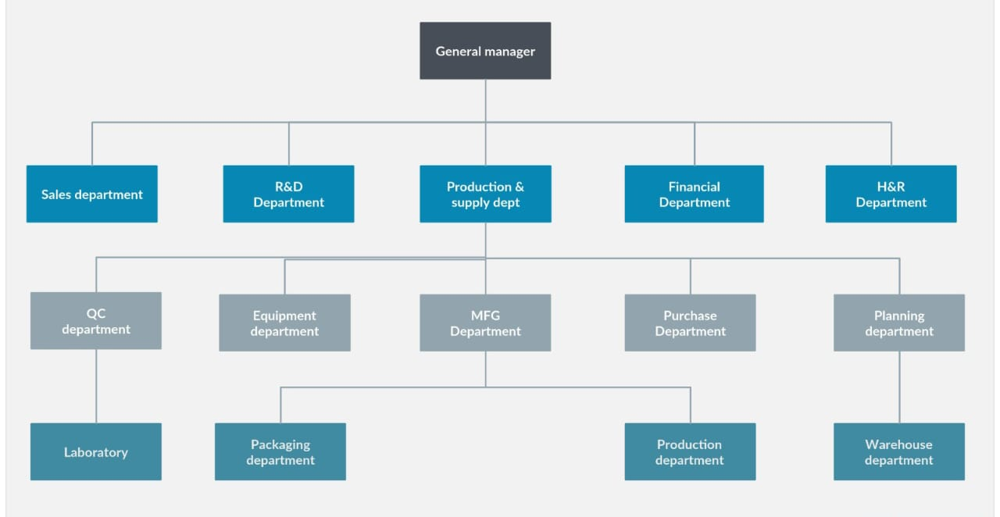 General manager
Sales department
R&D
Department
Production &
supply dept
Financial
Department
H&R
Department
QC
department
Equipment
department
MFG
Department
Purchase
Department
Planning
department
Laboratory
Packaging
department
Production
department
Warehouse
department